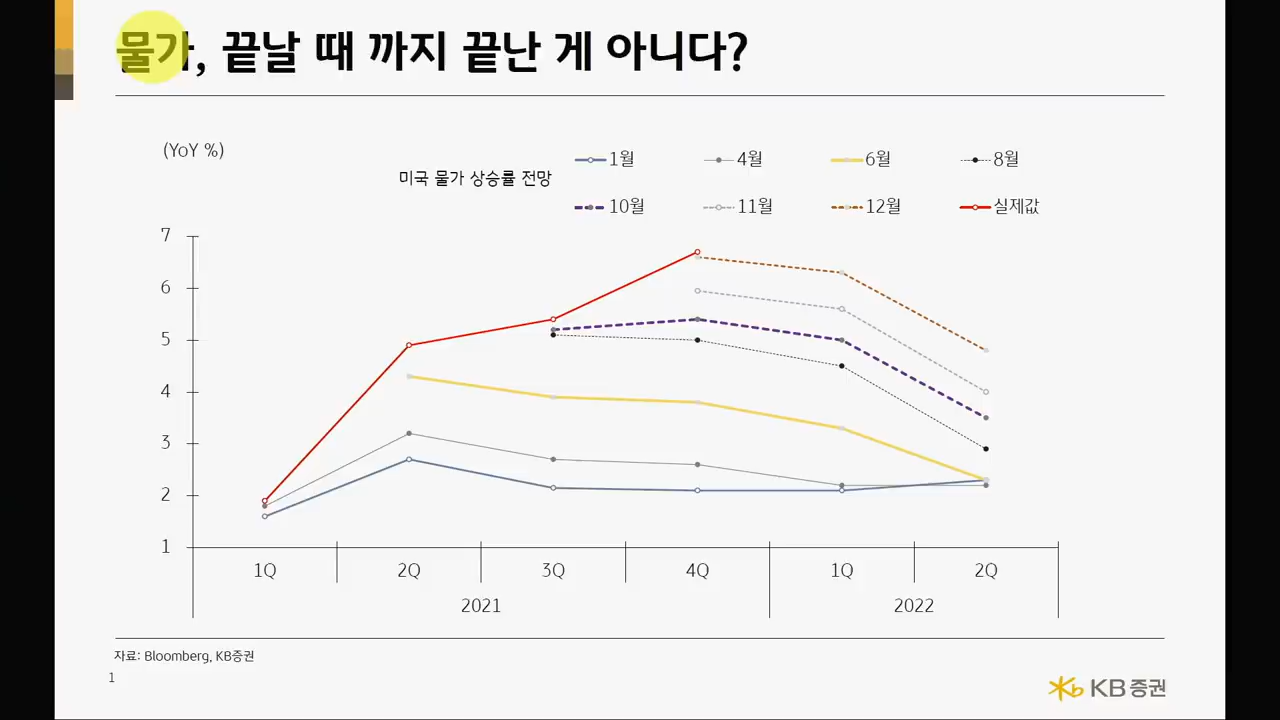 물가, 끝날 때 까지 끝난 게 아니다?
(YoY %)
미국 물가 상승률 전망
1월 4월 6월 8월
10월 11월 12월 실제값
7
6
5
4
3
2
1
1Q 2Q 3Q 4Q 1Q 2Q
2021 2022
자료: Bloomberg, KB증권
1
KB 증권